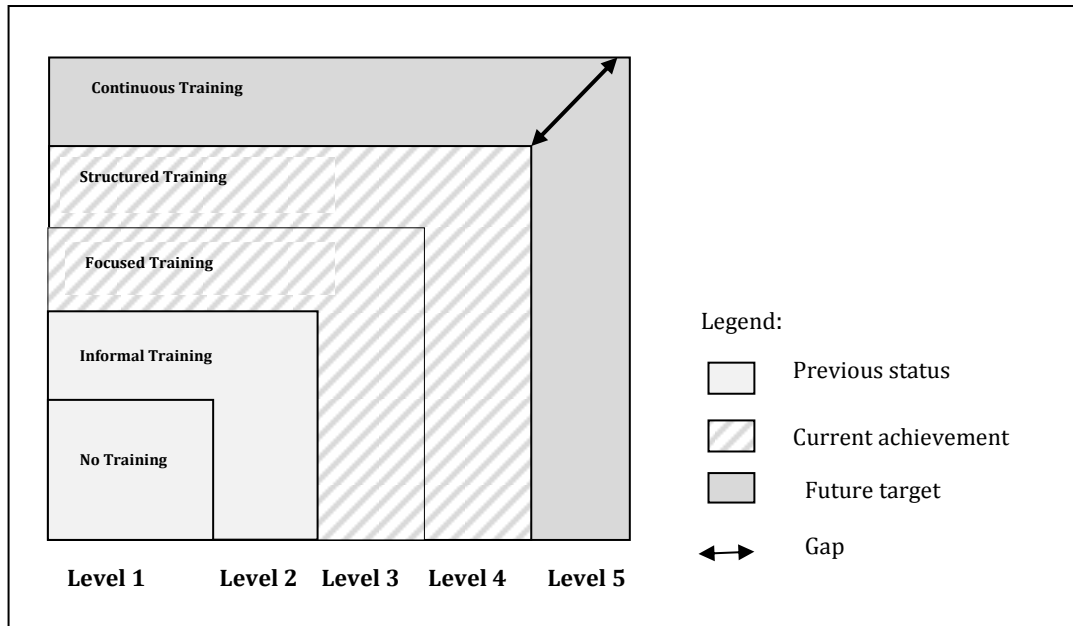 Continuous Training
Structured Training
Focused Training
Informal Training
No Training
Level 1 Level 2 Level 3 Level 4 Level 5
Legend:
Previous status
Current achievement
Future target
Gap